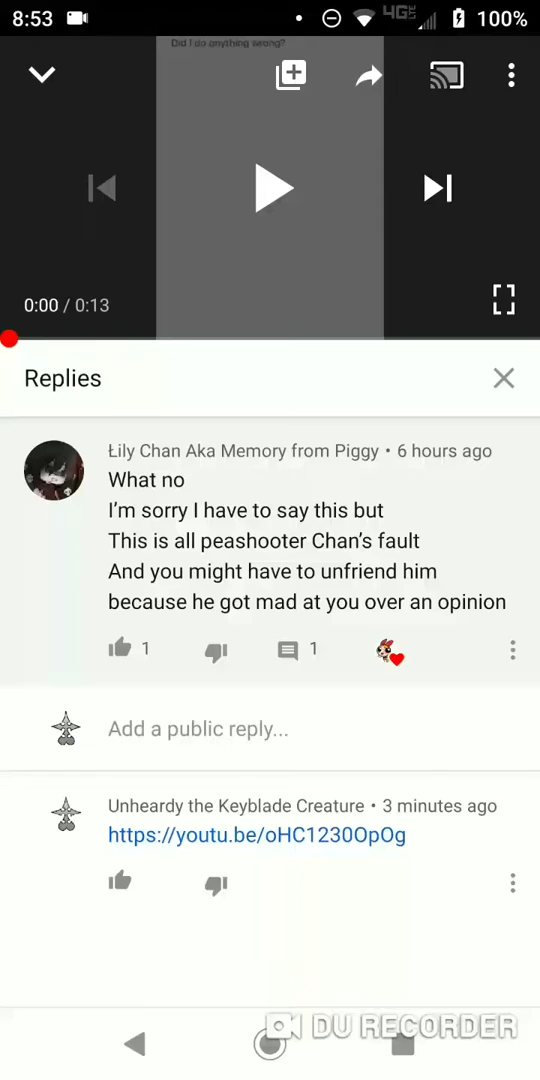 8:53
4G LTE
100%
Did I do anything wrong?
0:00 / 0:13
Replies
Łily Chan Aka Memory from Piggy • 6 hours ago
What no
I'm sorry I have to say this but
This is all peashooter Chan's fault
And you might have to unfriend him
because he got mad at you over an opinion
1
1
Add a public reply...
Unheardy the Keyblade Creature • 3 minutes ago
https://youtu.be/oHC1230OpOg
DU RECORDER